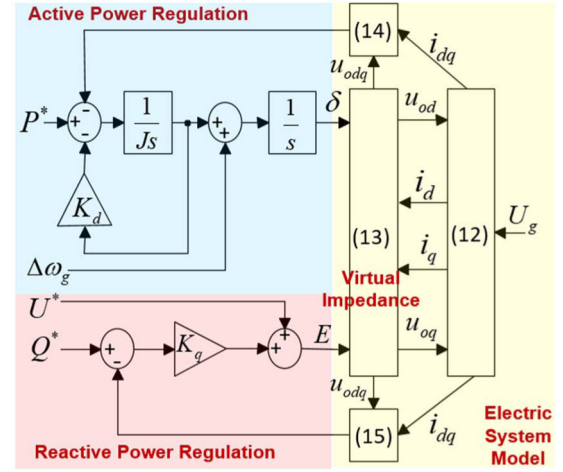 Active Power Regulation
(14)
i_dq
u_odq
P* + - -
1
Js
+ +
1
s
δ
u_od
K_d
i_d
U_g
(13)
i_q
(12)
Δω_g
Virtual
Impedance
U*
Q* + -
K_q
+ +
E
u_oq
u_odq
(15)
i_dq
Electric
System
Model
Reactive Power Regulation